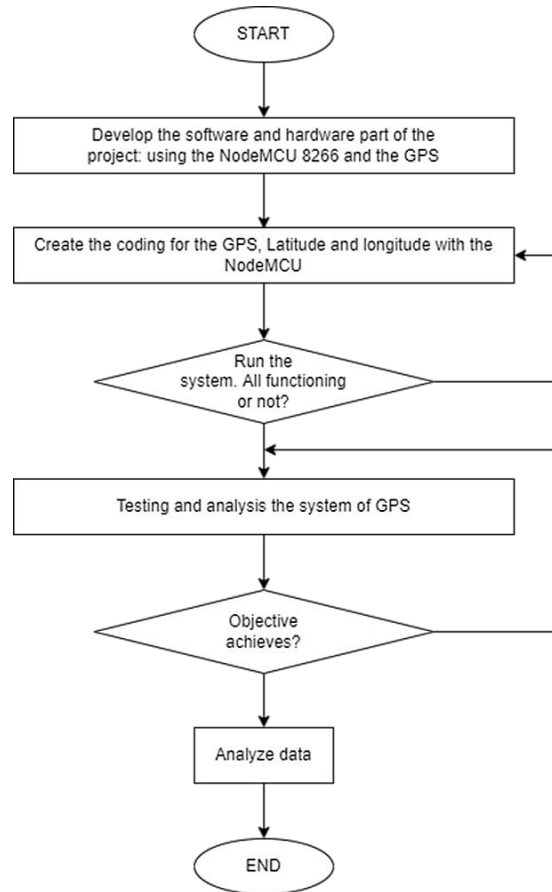 START
Develop the software and hardware part of the
project: using the NodeMCU 8266 and the GPS
Create the coding for the GPS, Latitude and longitude with the
NodeMCU
Run the
system. All functioning
or not?
Testing and analysis the system of GPS
Objective
achieves?
Analyze data
END